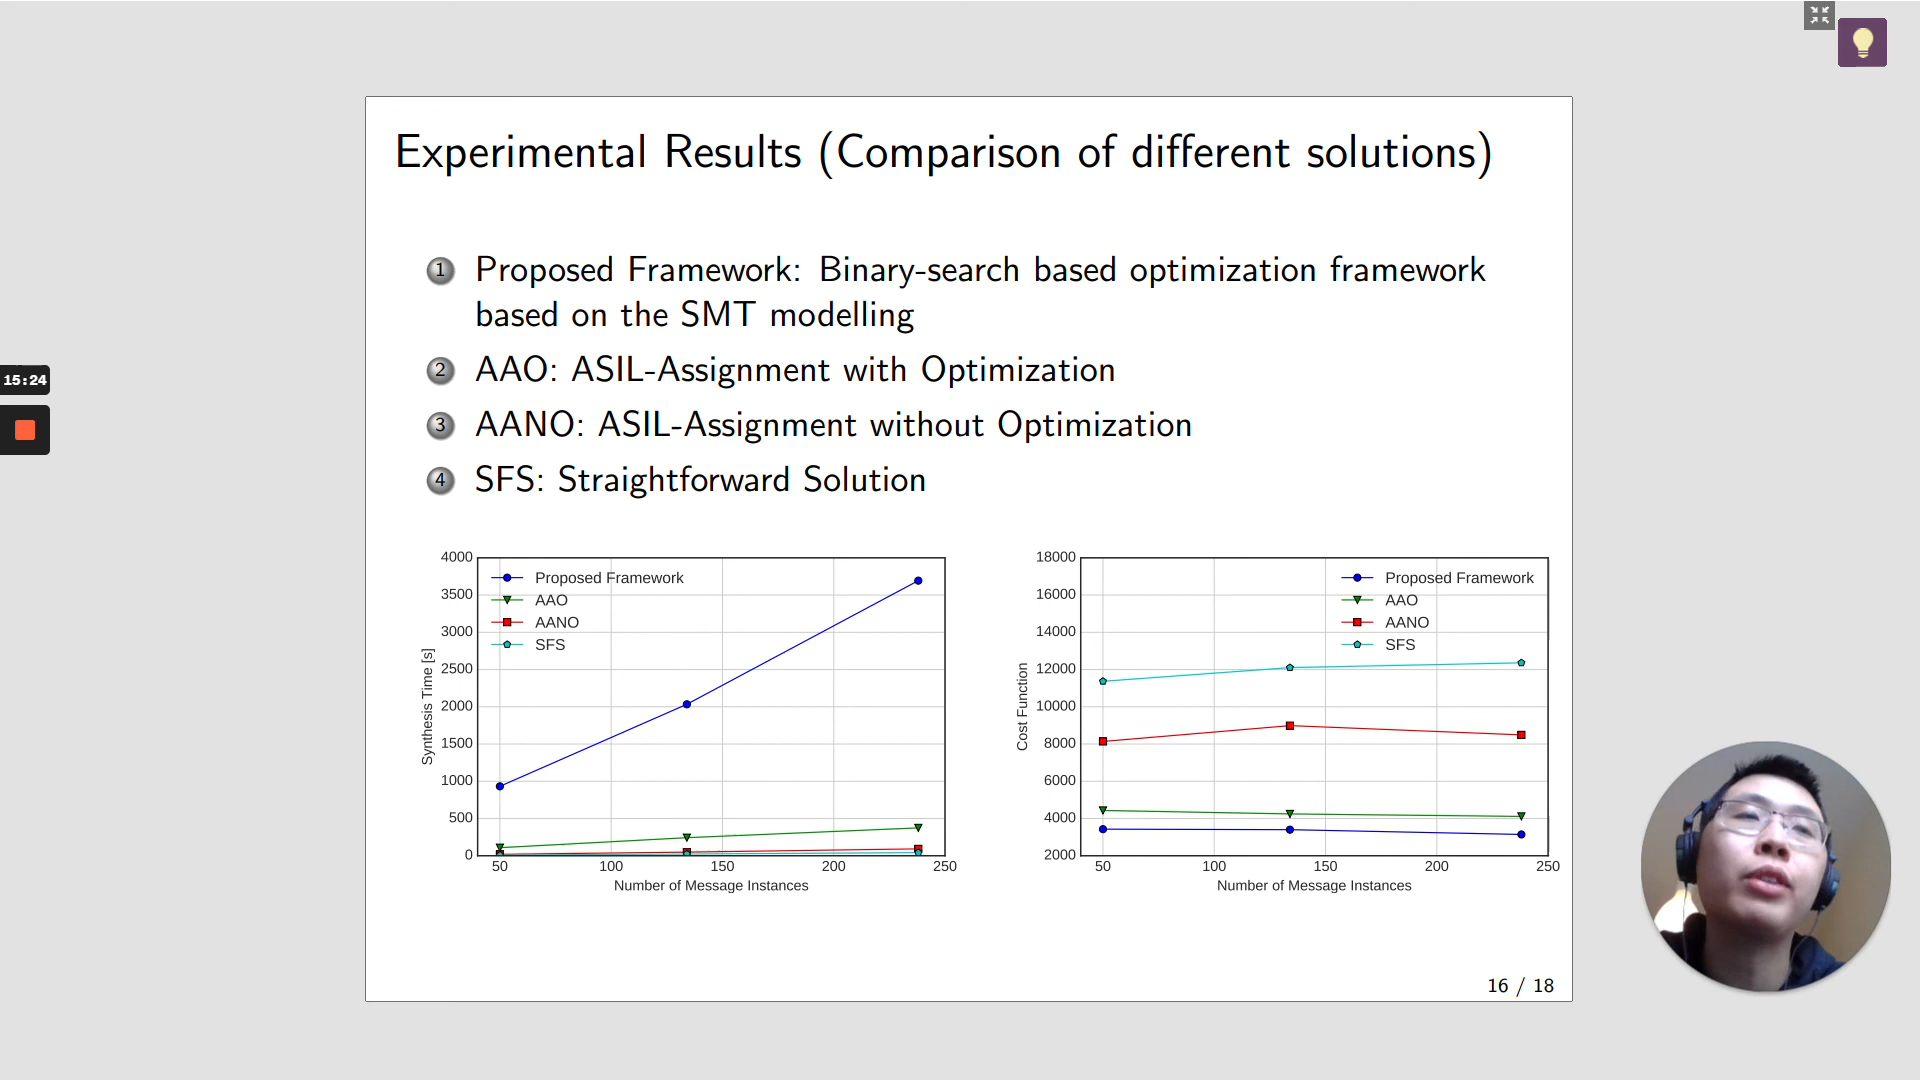 Experimental Results (Comparison of different solutions)
1 Proposed Framework: Binary-search based optimization framework
based on the SMT modelling
2 AAO: ASIL-Assignment with Optimization
15:24
3 AANO: ASIL-Assignment without Optimization
4 SFS: Straightforward Solution
4000
3500
3000
2500
2000
1500
1000
500
0
Synthesis Time [s]
Proposed Framework
AAO
AANO
SFS
50 100 150 200 250
Number of Message Instances
18000
16000
14000
12000
10000
8000
6000
4000
2000
Cost Function
Proposed Framework
AAO
AANO
SFS
50 100 150 200 250
Number of Message Instances
16 / 18